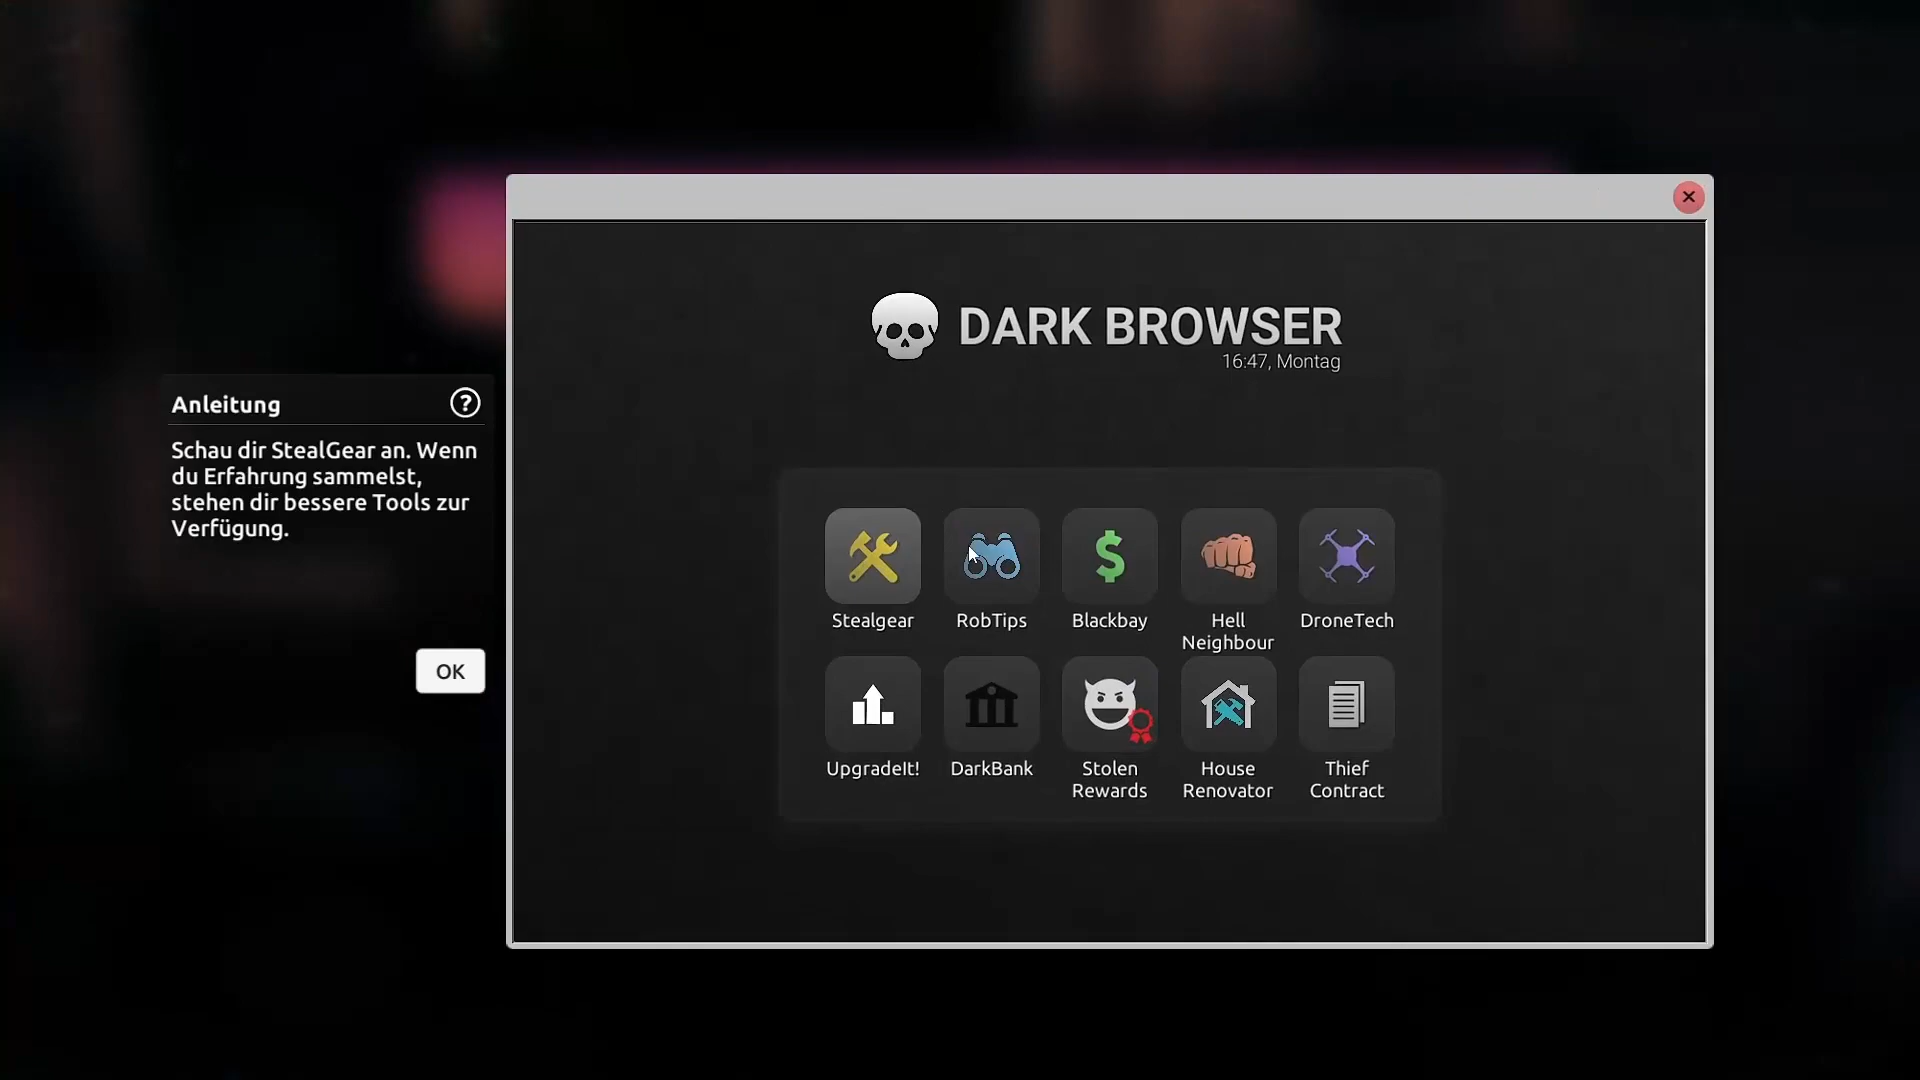 DARK BROWSER
16:47, Montag
Anleitung
?
Schau dir StealGear an. Wenn
du Erfahrung sammelst,
stehen dir bessere Tools zur
Verfügung.
OK
Stealgear
RobTips
Blackbay
Hell
Neighbour
DroneTech
UpgradeIt!
DarkBank
Stolen
Rewards
House
Renovator
Thief
Contract